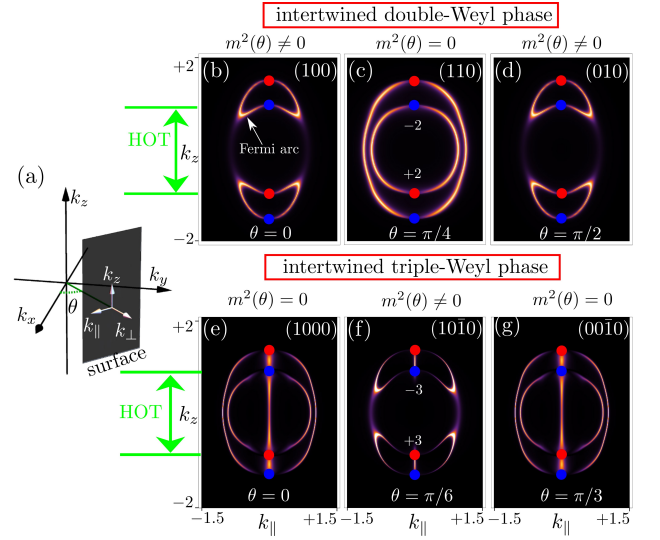 intertwined double-Weyl phase
m²(θ) ≠ 0
m²(θ) = 0
m²(θ) ≠ 0
+2
(b)
(100)
(c)
(110)
(d)
(010)
HOT
k_z
Fermi arc
−2
+2
−2
θ = 0
θ = π/4
θ = π/2
(a)
k_z
k_z
k_y
θ
k_∥
k_⊥
k_x
surface
intertwined triple-Weyl phase
m²(θ) = 0
m²(θ) ≠ 0
m²(θ) = 0
+2
(e)
(1000)
(f)
(101̄0)
(g)
(001̄0)
HOT
k_z
−3
+3
−2
θ = 0
θ = π/6
θ = π/3
−1.5
k_∥
+1.5
−1.5
k_∥
+1.5
−1.5
k_∥
+1.5